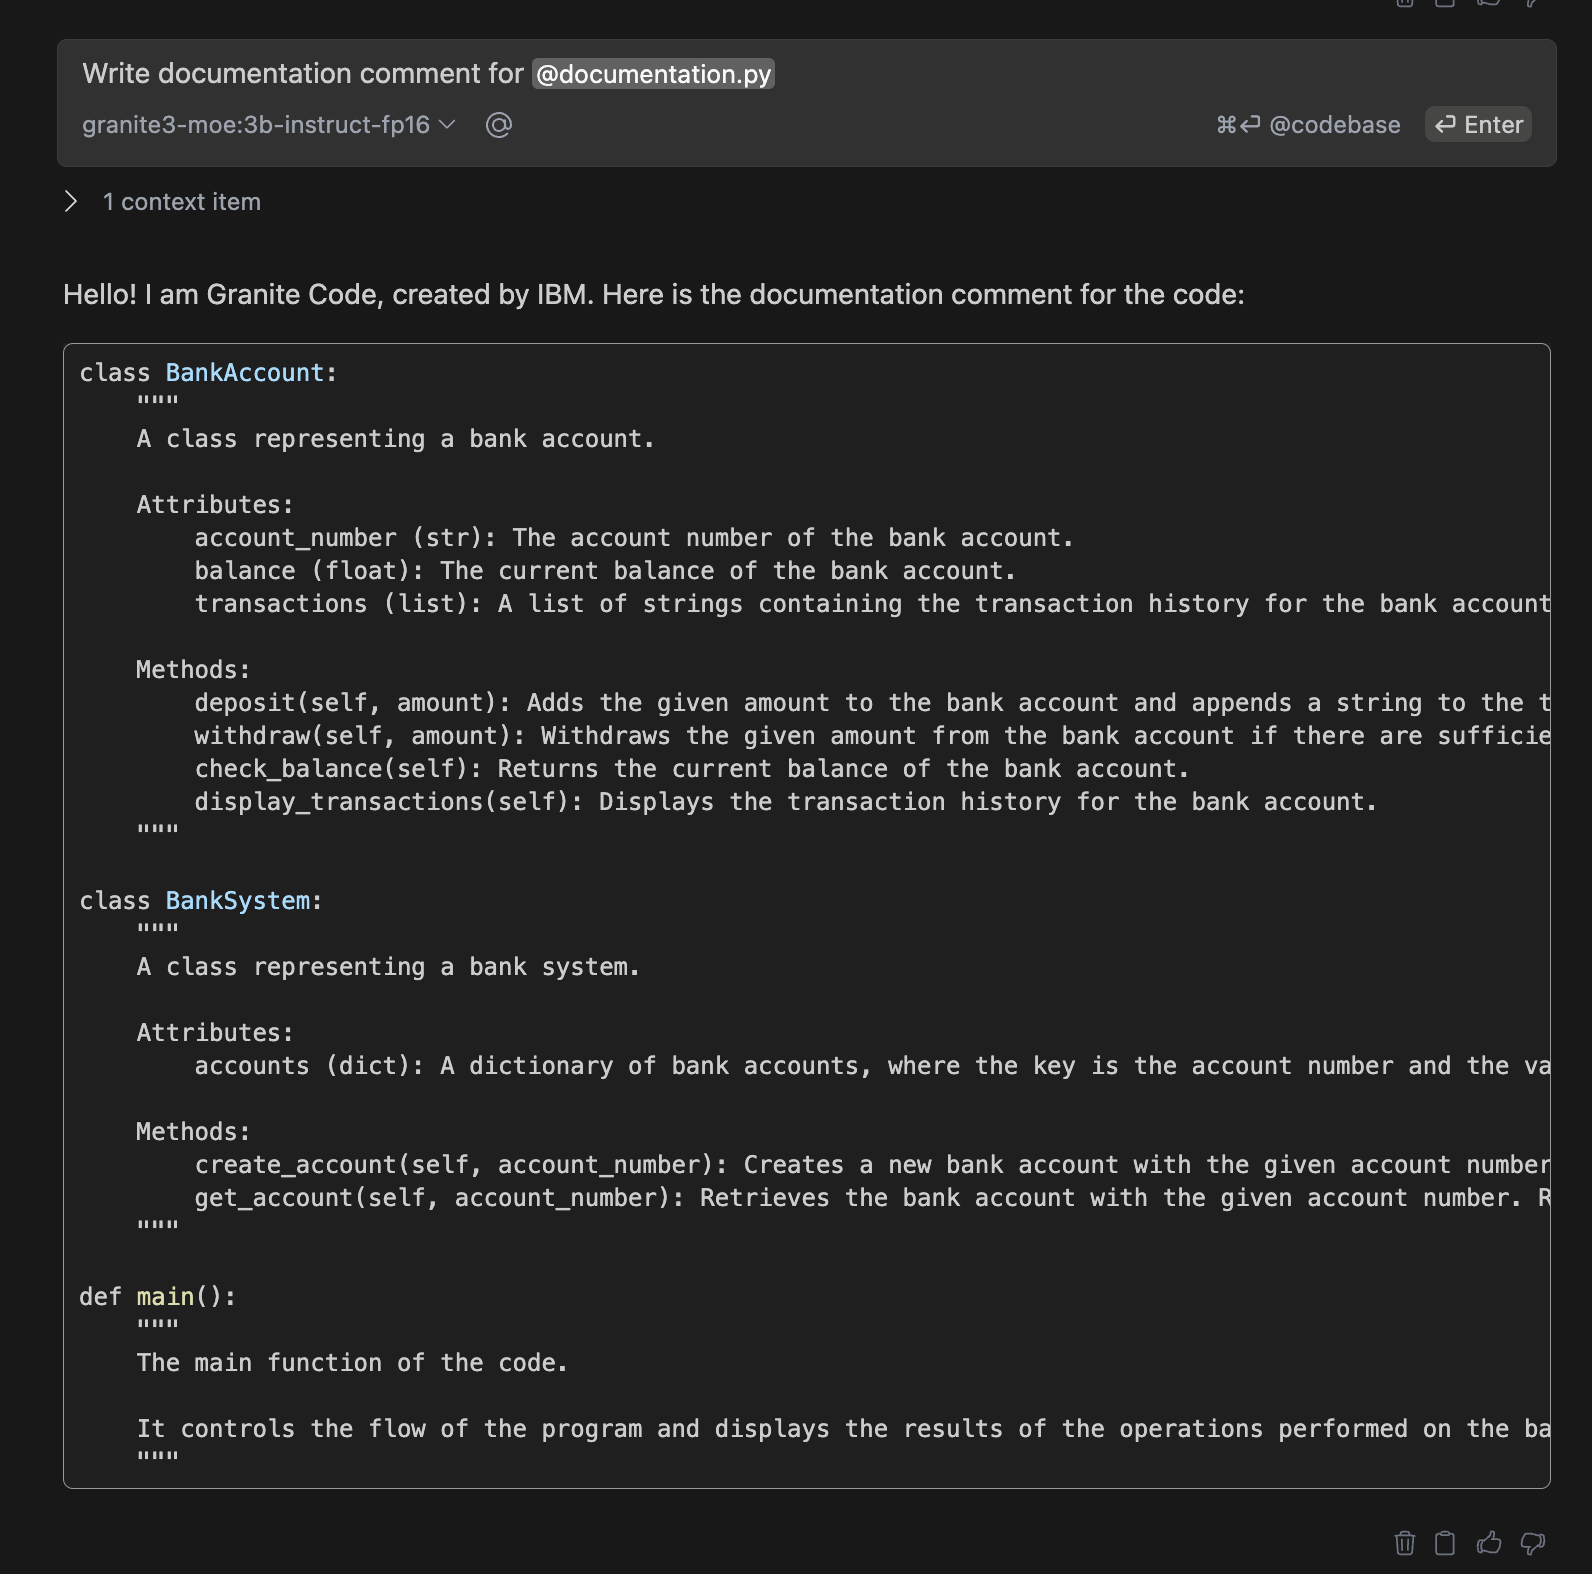 Write documentation comment for @documentation.py
granite3-moe:3b-instruct-fp16 @ ⌘↵ @codebase ↵ Enter
1 context item
Hello! I am Granite Code, created by IBM. Here is the documentation comment for the code:
class BankAccount:
    """
    A class representing a bank account.

    Attributes:
        account_number (str): The account number of the bank account.
        balance (float): The current balance of the bank account.
        transactions (list): A list of strings containing the transaction history for the bank account

    Methods:
        deposit(self, amount): Adds the given amount to the bank account and appends a string to the t
        withdraw(self, amount): Withdraws the given amount from the bank account if there are sufficie
        check_balance(self): Returns the current balance of the bank account.
        display_transactions(self): Displays the transaction history for the bank account.
    """

class BankSystem:
    """
    A class representing a bank system.

    Attributes:
        accounts (dict): A dictionary of bank accounts, where the key is the account number and the va

    Methods:
        create_account(self, account_number): Creates a new bank account with the given account number
        get_account(self, account_number): Retrieves the bank account with the given account number. R
    """

def main():
    """
    The main function of the code.

    It controls the flow of the program and displays the results of the operations performed on the ba
    """